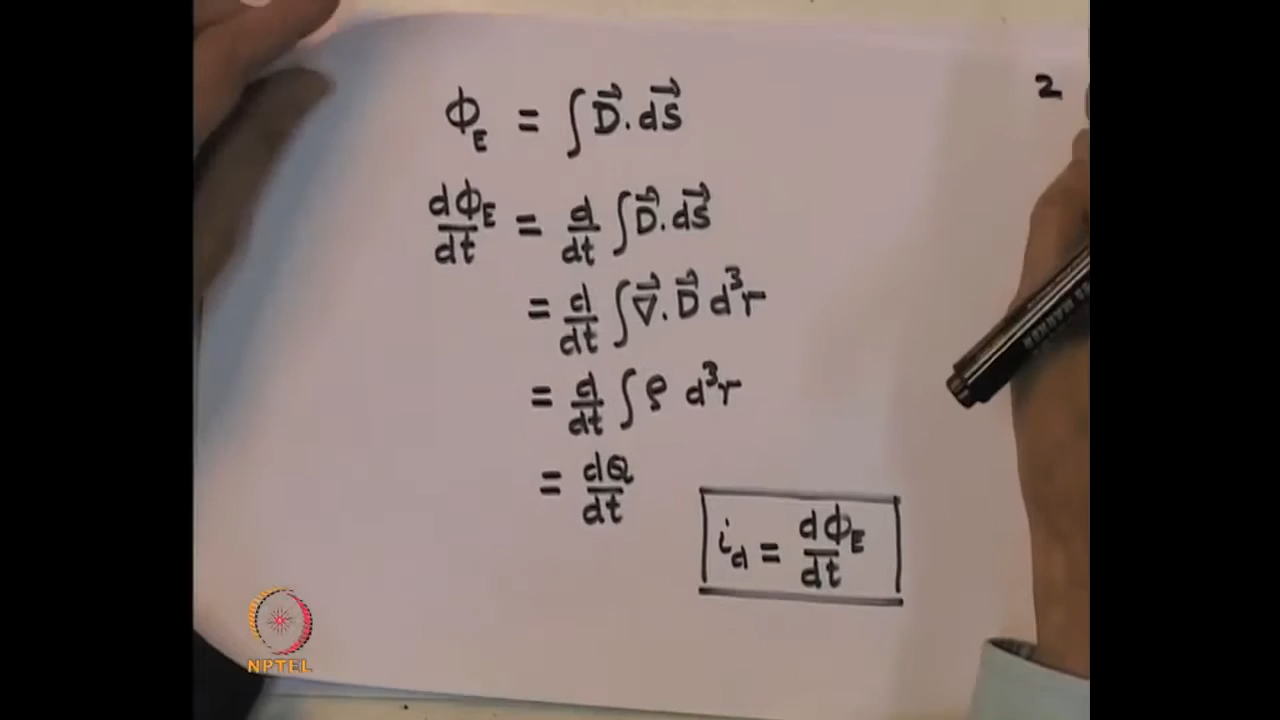 2
ϕ_E = ∫ D⃗ . dS⃗
dϕ_E/dt = d/dt ∫ D⃗ . dS⃗
= d/dt ∫ ∇⃗ . D⃗ d³r
= d/dt ∫ ρ d³r
= dQ/dt
i_d = dϕ_E/dt
NPTEL